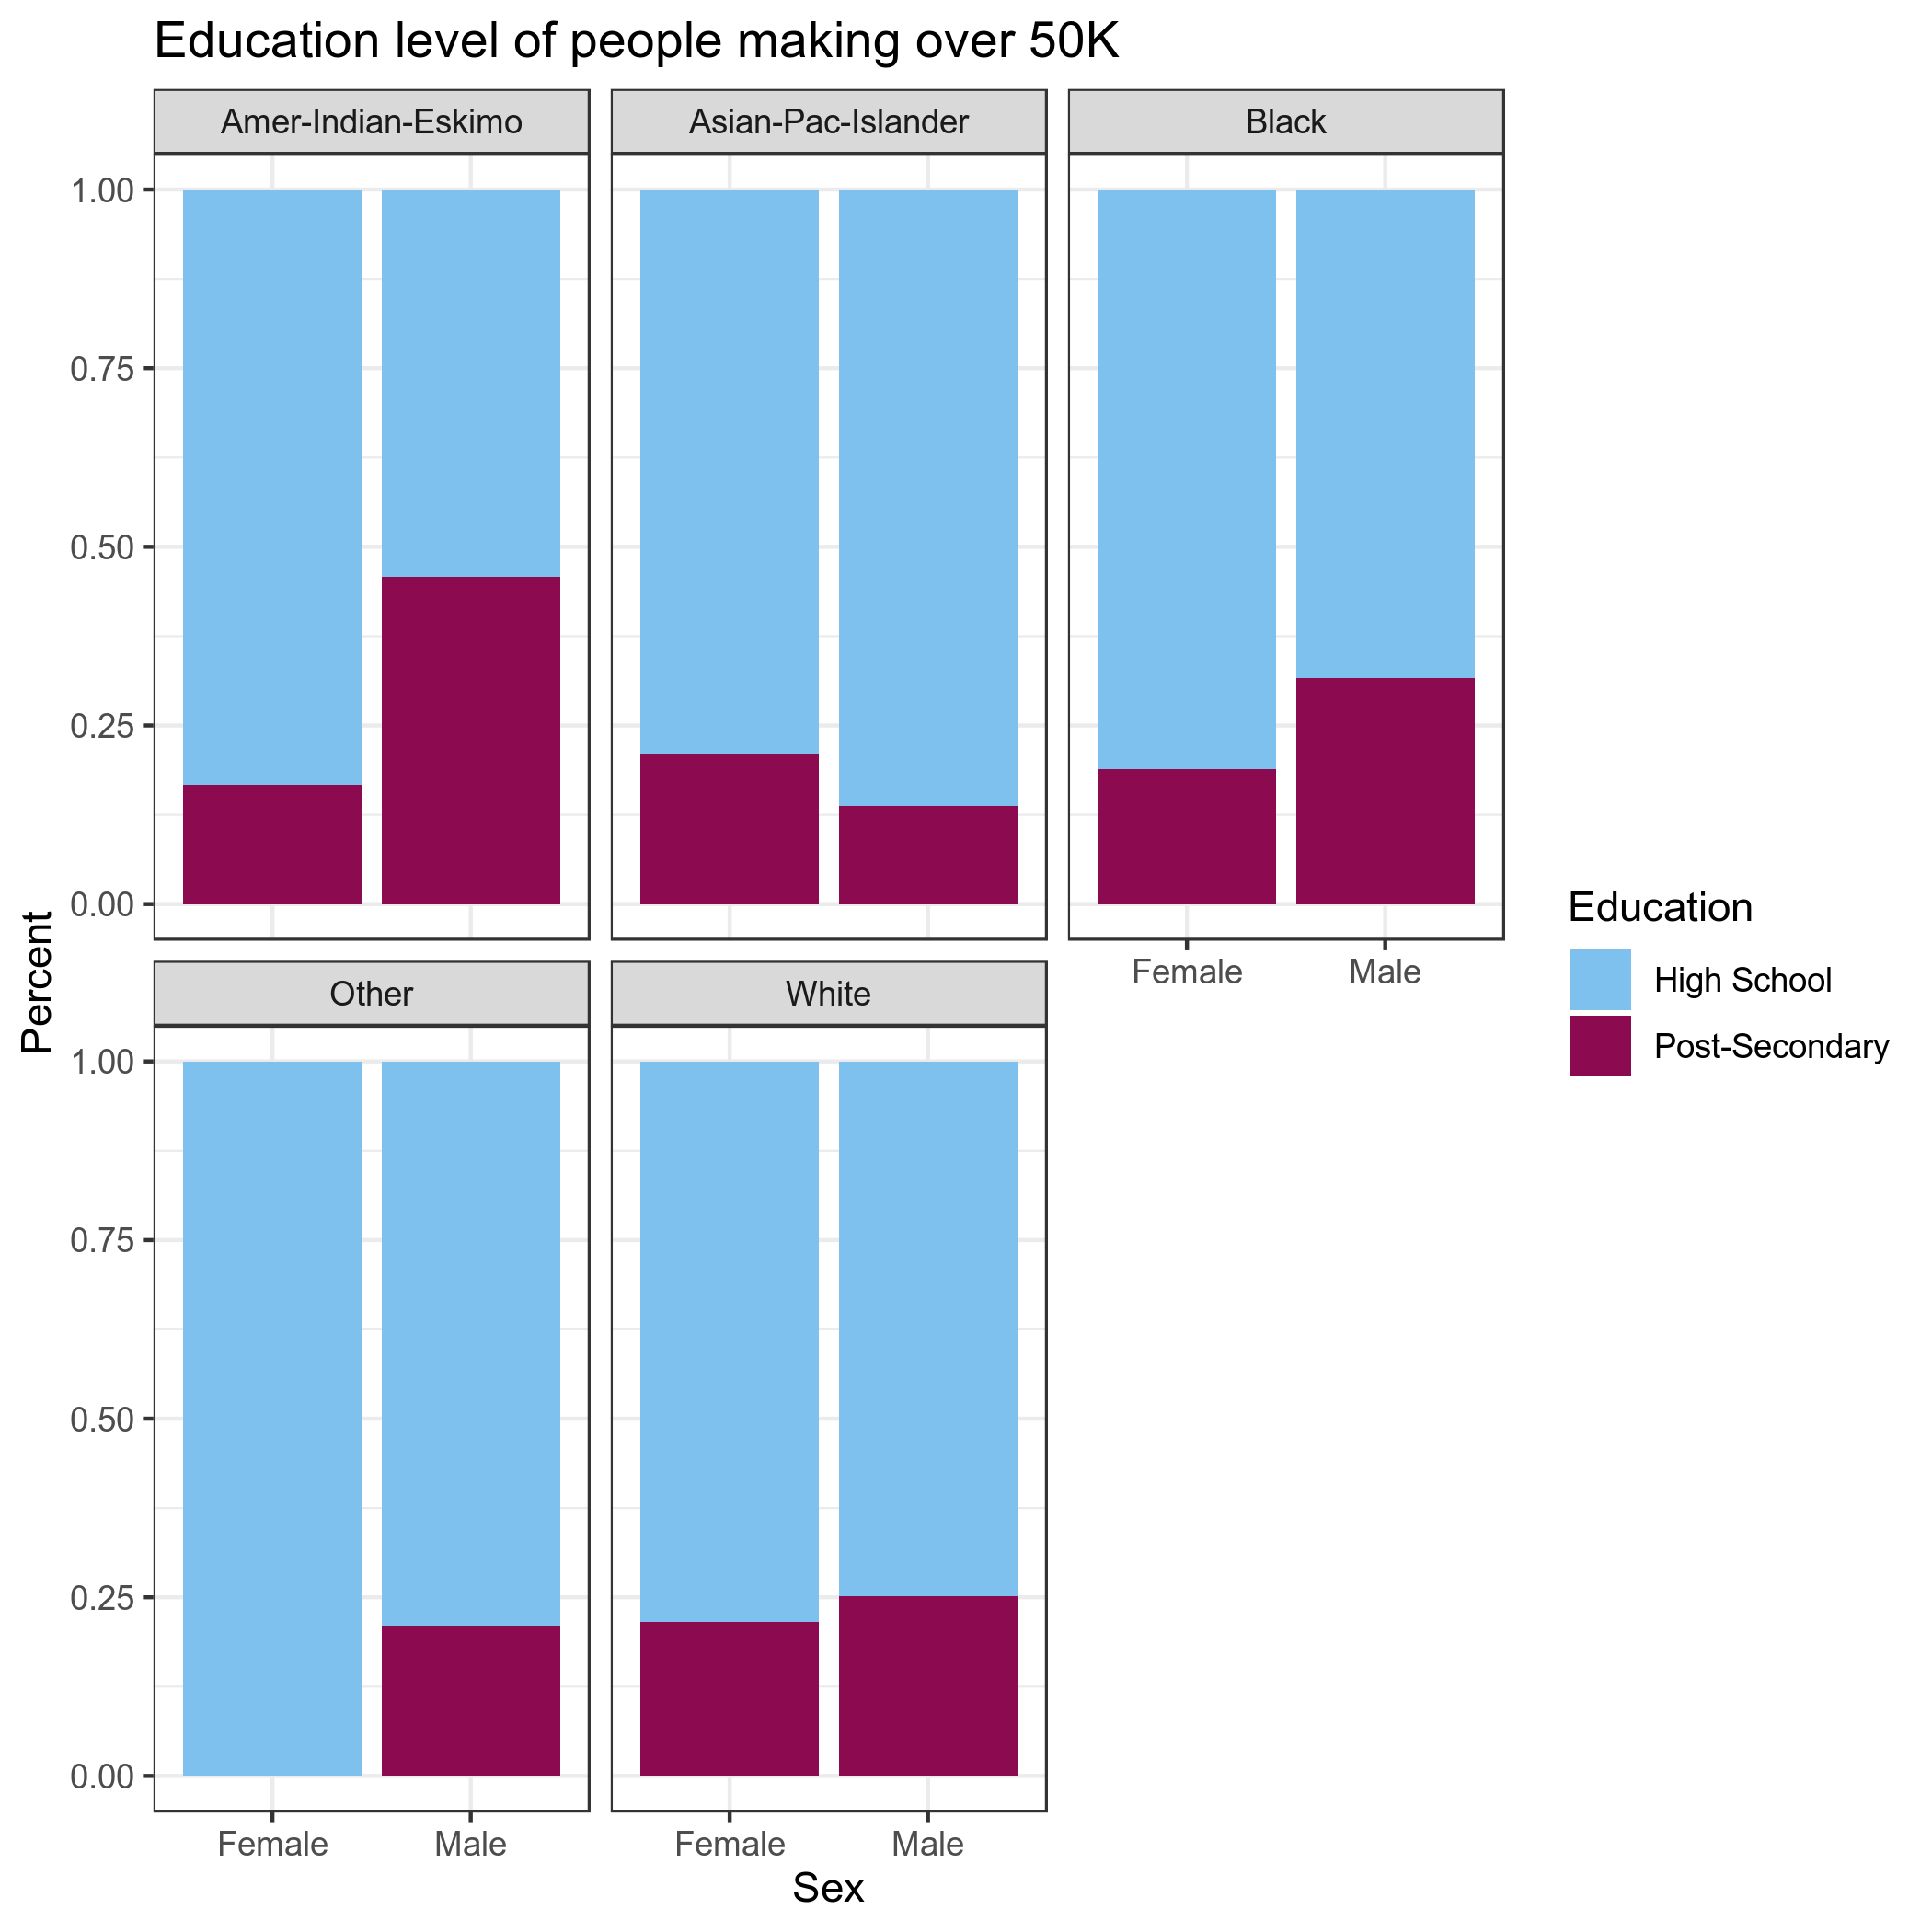 Education level of people making over 50K
Amer-Indian-Eskimo
Asian-Pac-Islander
Black
1.00
0.75
0.50
0.25
0.00
Female
Male
Percent
Other
White
1.00
0.75
0.50
0.25
0.00
Female
Male
Female
Male
Sex
Education
High School
Post-Secondary